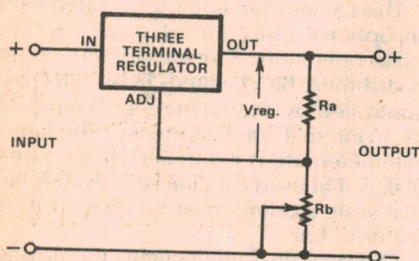 THREE
TERMINAL
REGULATOR
IN
OUT
ADJ
Vreg.
Ra
Rb
INPUT
OUTPUT
+
+
−
−